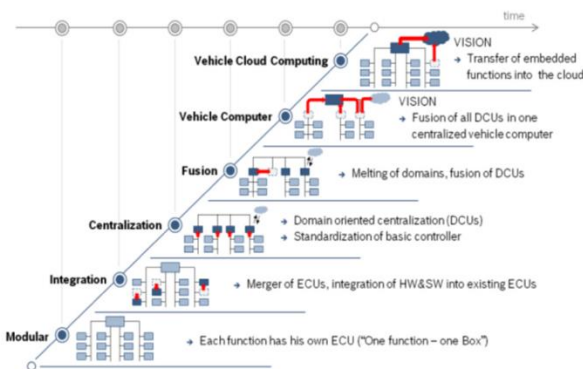 time
Vehicle Cloud Computing
VISION
→ Transfer of embedded
functions into the cloud
Vehicle Computer
VISION
→ Fusion of all DCUs in one
centralized vehicle computer
Fusion
→ Melting of domains, fusion of DCUs
Centralization
→ Domain oriented centralization (DCUs)
→ Standardization of basic controller
Integration
→ Merger of ECUs, integration of HW&SW into existing ECUs
Modular
→ Each function has his own ECU ("One function – one Box")